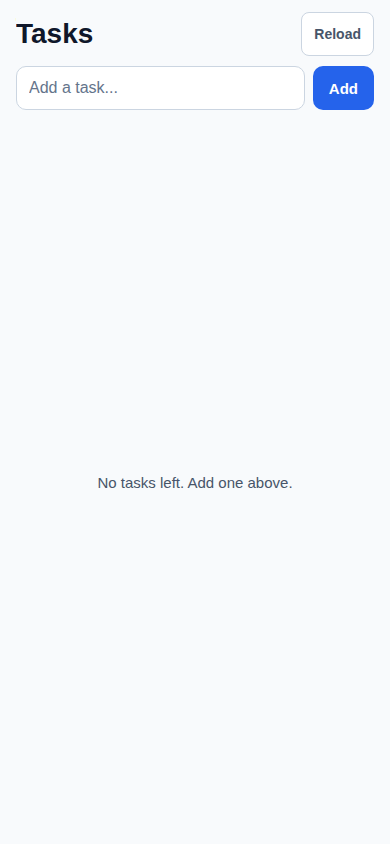 Tasks
Reload
Add a task...
Add
No tasks left. Add one above.